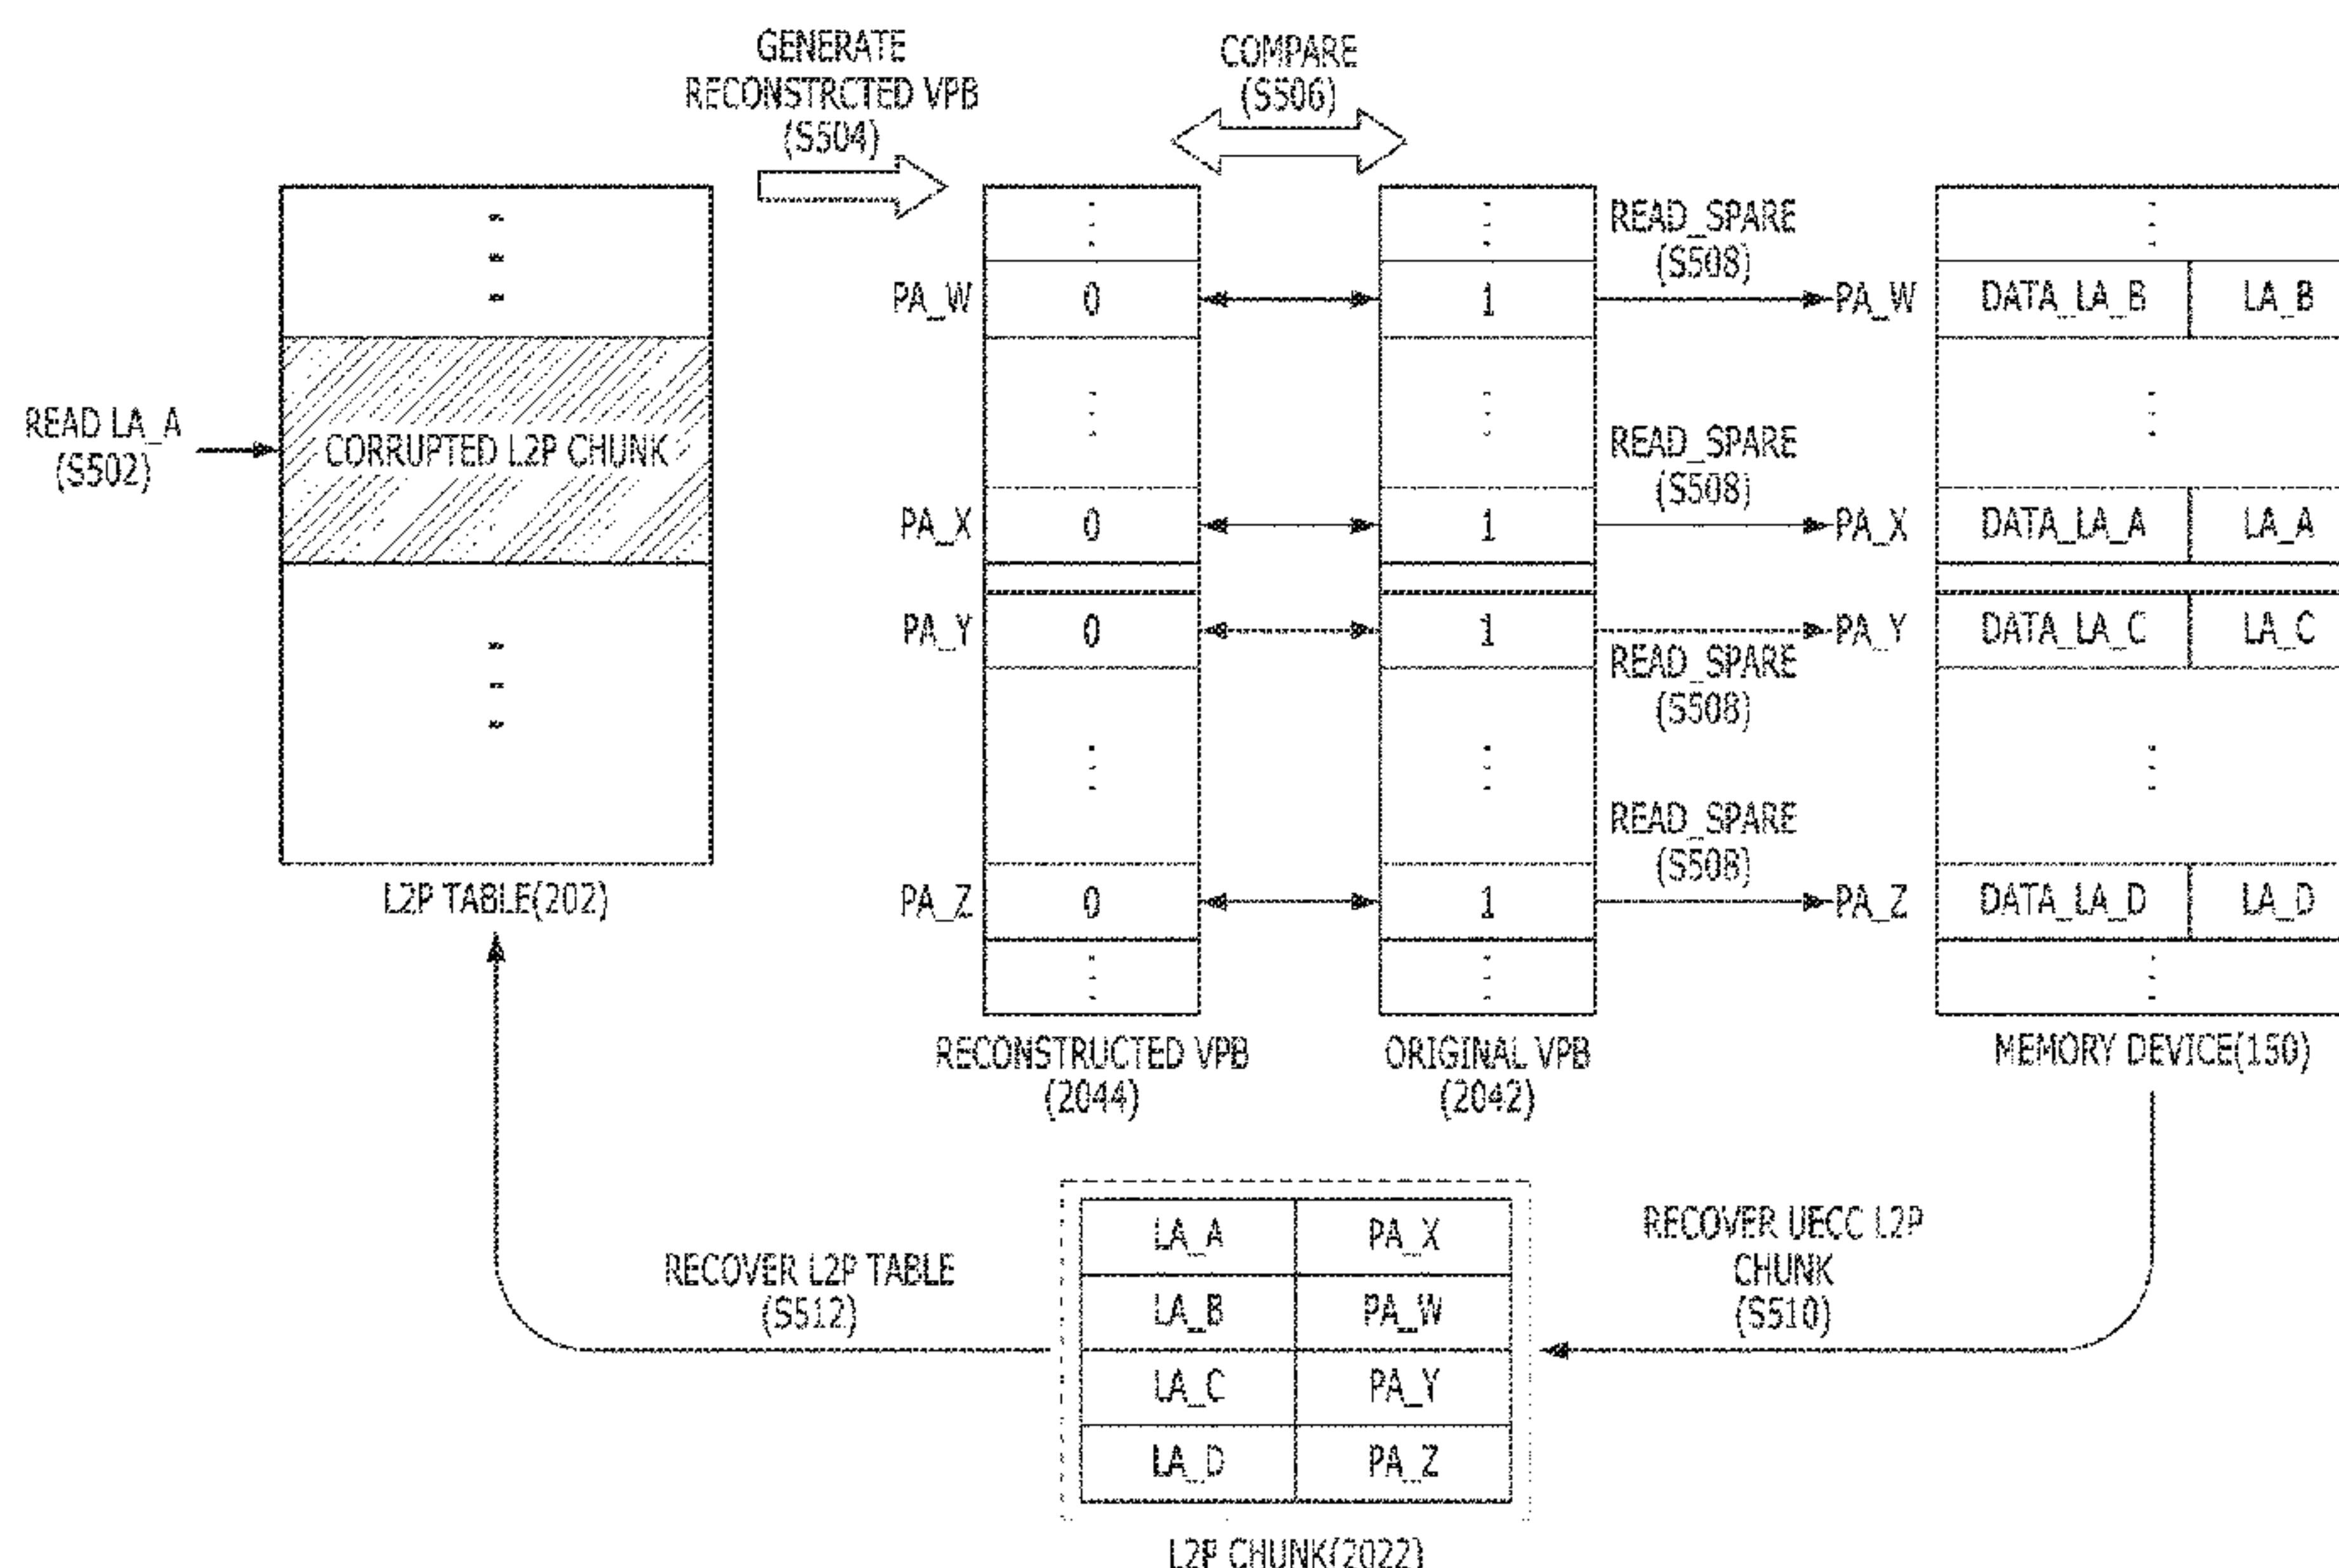 GENERATE
RECONSTRCTED VPB
(S504)
COMPARE
(S506)
READ LA_A
(S502)
CORRUPTED L2P CHUNK
L2P TABLE(202)
PA_W
0
1
READ_SPARE
(S508)
PA_W
DATA_LA_B
LA_B
PA_X
0
1
READ_SPARE
(S508)
PA_X
DATA_LA_A
LA_A
PA_Y
0
1
READ_SPARE
(S508)
PA_Y
DATA_LA_C
LA_C
PA_Z
0
1
READ_SPARE
(S508)
PA_Z
DATA_LA_D
LA_D
RECONSTRUCTED VPB
(2044)
ORIGINAL VPB
(2042)
MEMORY DEVICE(150)
RECOVER L2P TABLE
(S512)
LA_A PA_X
LA_B PA_W
LA_C PA_Y
LA_D PA_Z
RECOVER UECC L2P
CHUNK
(S510)
L2P CHUNK(2022)